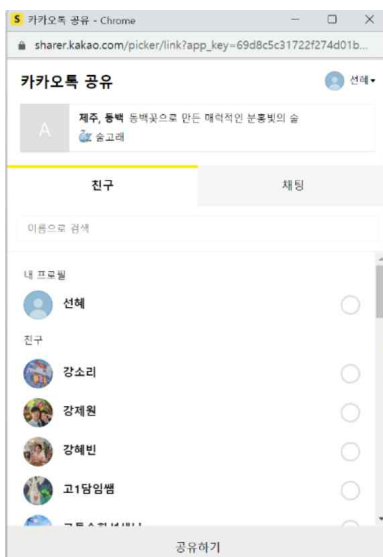 S 카카오톡 공유 - Chrome
sharer.kakao.com/picker/link?app_key=69d8c5c31722f274d01b...
카카오톡 공유
선혜
A
제주, 동백 동백꽃으로 만든 매력적인 분홍빛의 술
술고래
친구
채팅
이름으로 검색
내 프로필
선혜
친구
강소리
강제원
강혜빈
고1담임쌤
공유하기